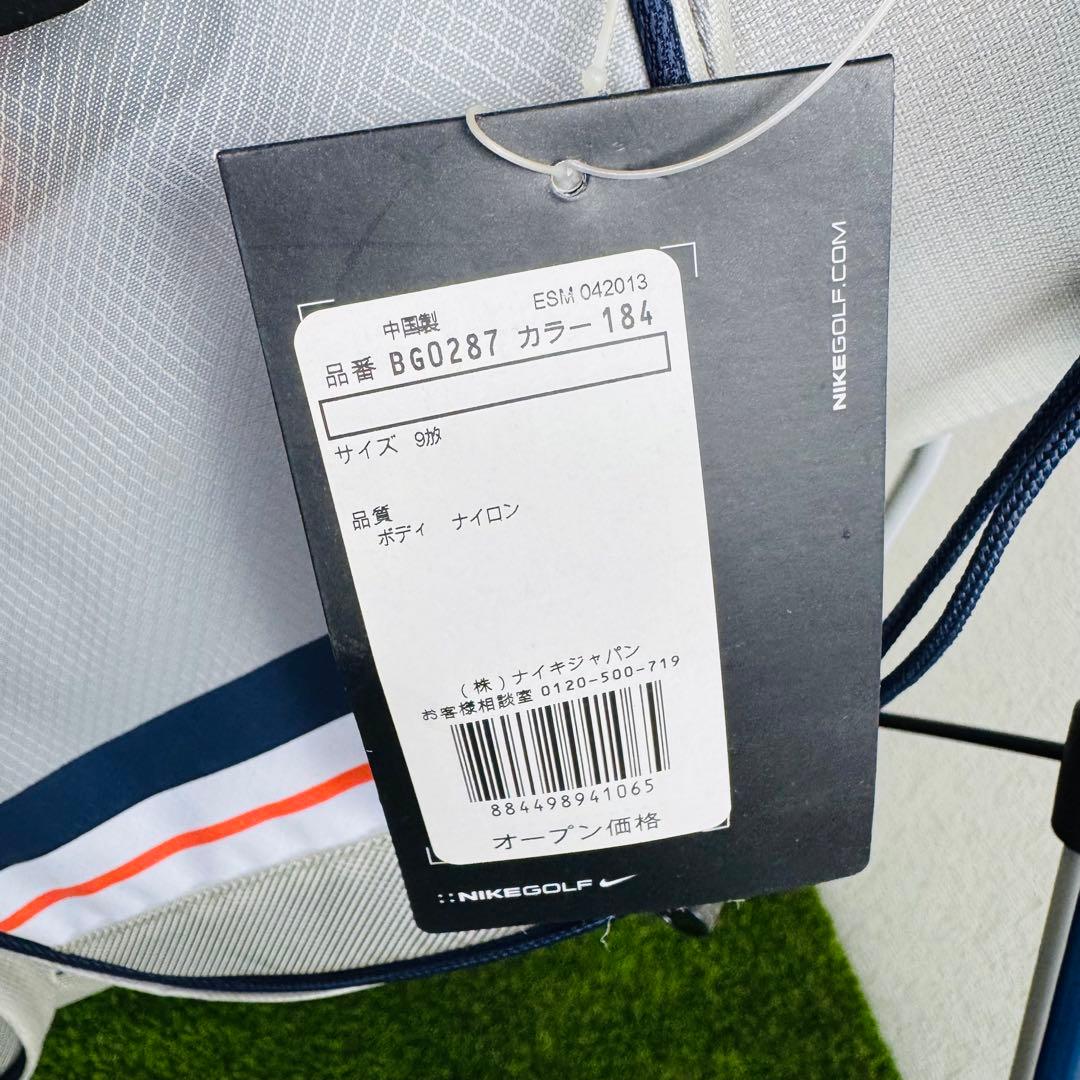 ESM 042013
中国製
品番 BG0287 カラー 184
サイズ 9放
品質
ボディ ナイロン
(株)ナイキジャパン
お客様相談室 0120-500-719
884498941065
オープン価格
NIKEGOLF
NIKEGOLF.COM